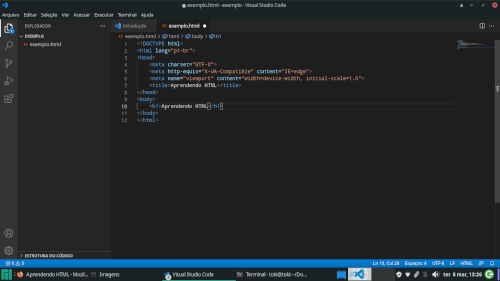 exemplo.html - exemplo - Visual Studio Code
Arquivo Editar Seleção Ver Acessar Executar Terminal Ajuda
EXPLORADOR
EXEMPLO
exemplo.html
ESTRUTURA DO CÓDIGO
Introdução
exemplo.html
exemplo.html > html > body > h1
1 <!DOCTYPE html>
2 <html lang="pt-br">
3 <head>
4 <meta charset="UTF-8">
5 <meta http-equiv="X-UA-Compatible" content="IE=edge">
6 <meta name="viewport" content="width=device-width, initial-scale=1.0">
7 <title>Aprendendo HTML</title>
8 </head>
9 <body>
10 <h1>Aprendendo HTML</h1>
11 </body>
12 </html>
0 0
Ln 10, Col 29 Espaços: 4 UTF-8 LF HTML
Aprendendo HTML - Mozil...
Imagens
Visual Studio Code
Terminal - toki@toki:~/Do...
ter 8 mar, 13:26